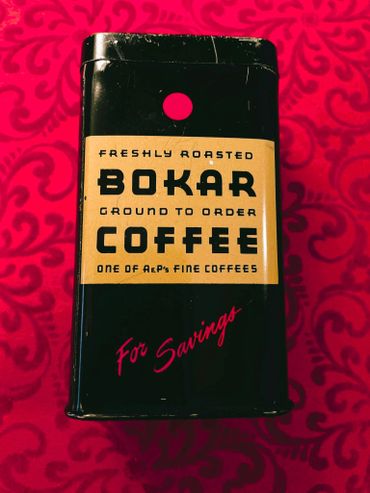 FRESHLY ROASTED
BOKAR
GROUND TO ORDER
COFFEE
ONE OF A&P's FINE COFFEES
For Savings